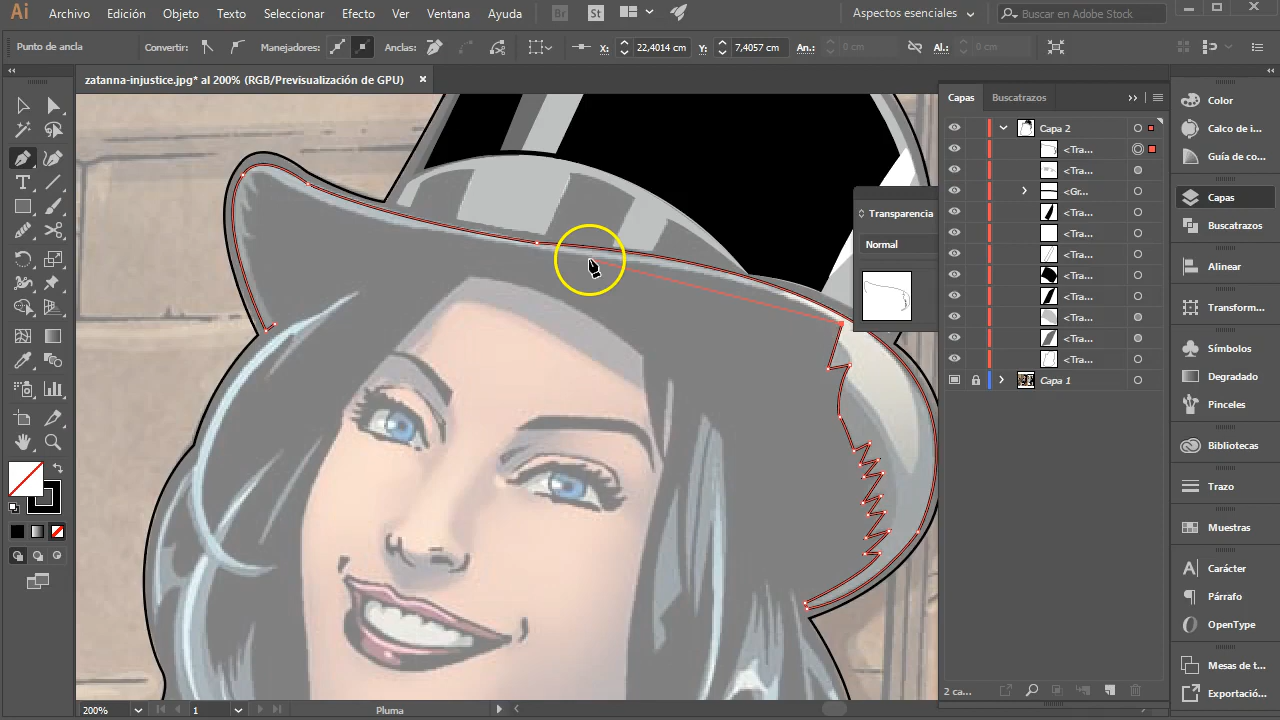 Ai Archivo Edición Objeto Texto Seleccionar Efecto Ver Ventana Ayuda Br St Aspectos esenciales Buscar en Adobe Stock
Punto de ancla Convertir: Manejadores: Anclas: X: 22,4014 cm Y: 7,4057 cm An.: 0 cm Al.: 0 cm
zatanna-injustice.jpg* al 200% (RGB/Previsualización de GPU) ×
Capas Buscatrazos
Capa 2
<Tra...
<Tra...
<Gr...
<Tra...
<Tra...
<Tra...
<Tra...
<Tra...
<Tra...
<Tra...
<Tra...
Capa 1
2 ca...
Transparencia
Normal
Color
Calco de i...
Guía de co...
Capas
Buscatrazos
Alinear
Transform...
Símbolos
Degradado
Pinceles
Bibliotecas
Trazo
Muestras
Carácter
Párrafo
OpenType
Mesas de t...
Exportació...
200% 1 Pluma